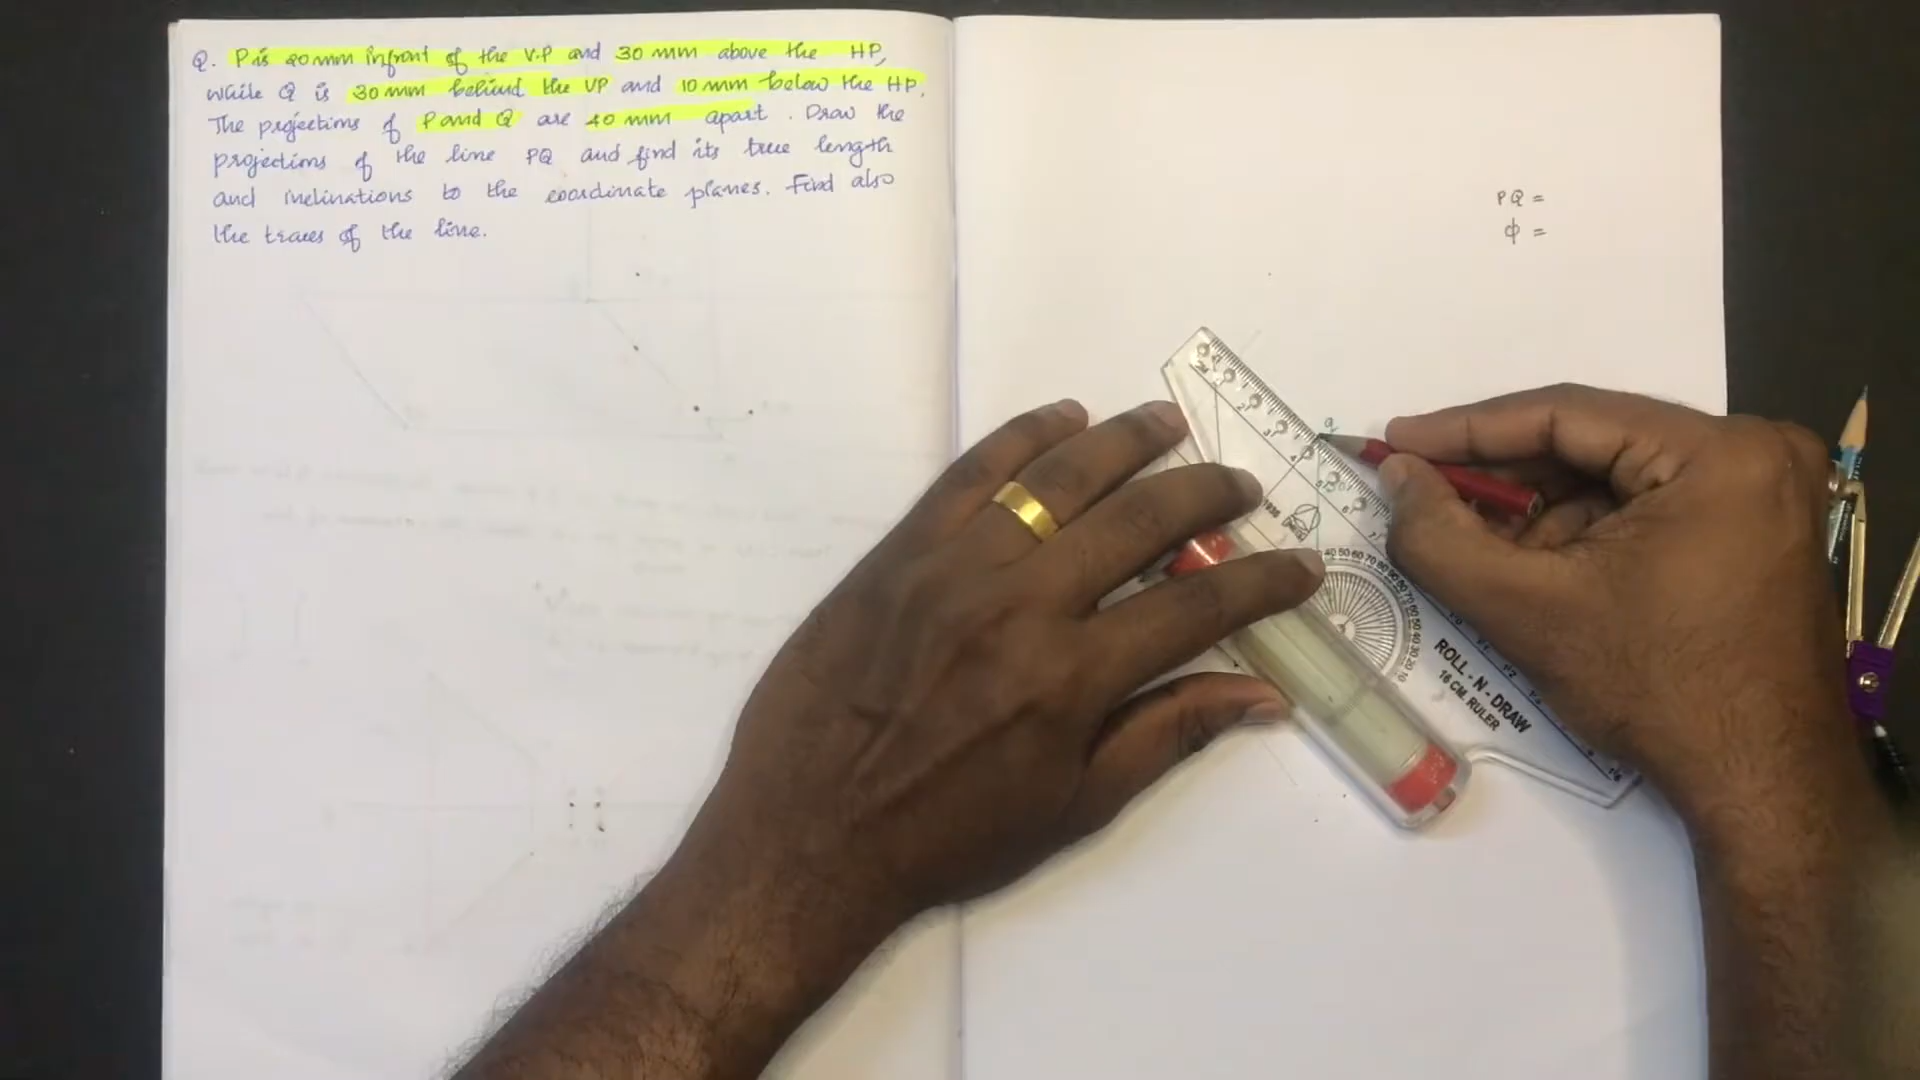 Q. P is 20 mm infront of the V.P and 30 mm above the HP,
while Q is 30 mm behind the VP and 10 mm below the HP.
The projections of P and Q are 40 mm apart. Draw the
projections of the line PQ and find its true length
and inclinations to the coordinate planes. Find also
the traces of the line.
PQ =
ϕ =
q
ROLL-N-DRAW
16 CM. RULER